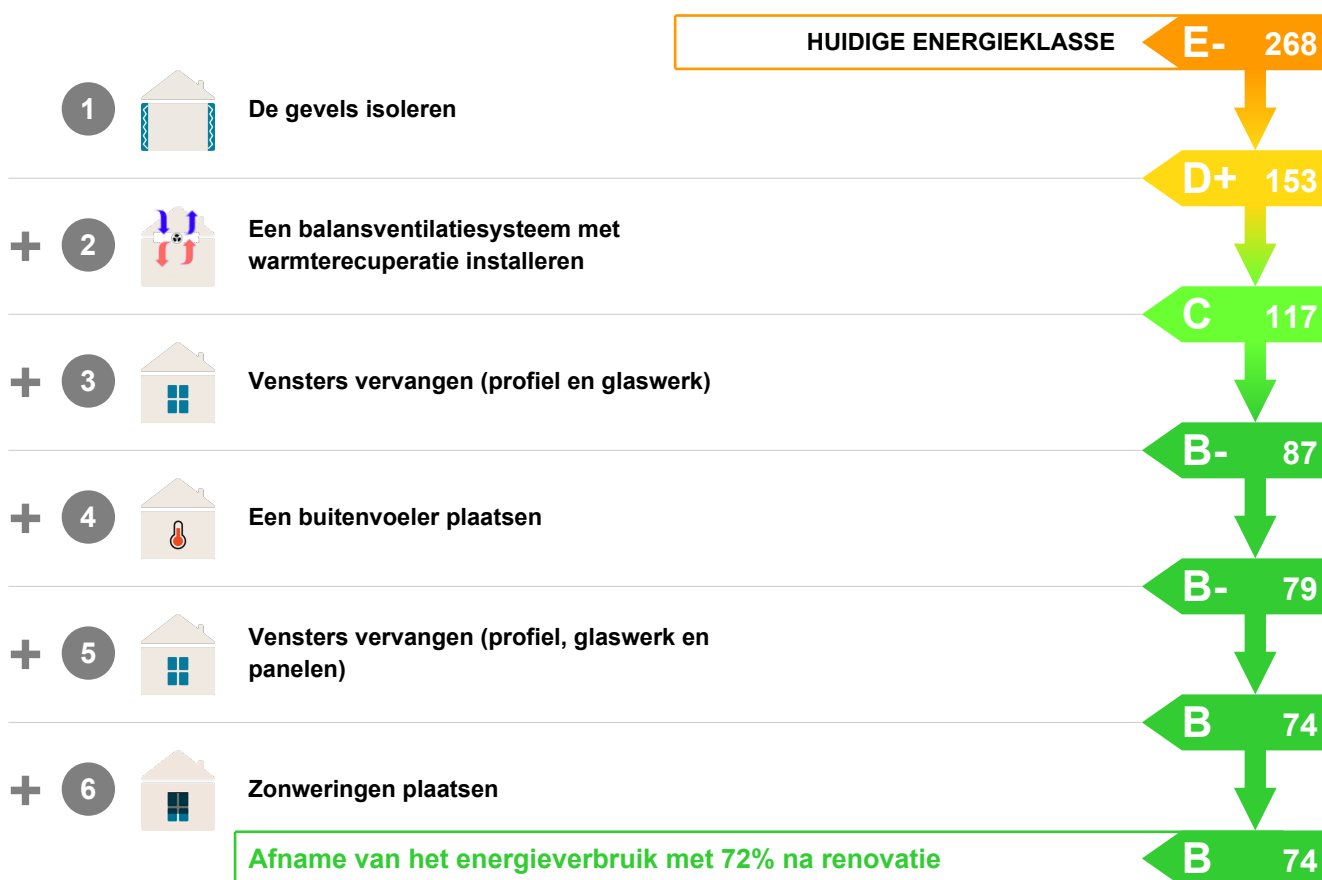 HUIDIGE ENERGIEKLASSE E- 268
1 De gevels isoleren
D+ 153
+ 2 Een balansventilatiesysteem met
warmterecuperatie installeren
C 117
+ 3 Vensters vervangen (profiel en glaswerk)
B- 87
+ 4 Een buitenvoeler plaatsen
B- 79
+ 5 Vensters vervangen (profiel, glaswerk en
panelen)
B 74
+ 6 Zonweringen plaatsen
Afname van het energieverbruik met 72% na renovatie B 74